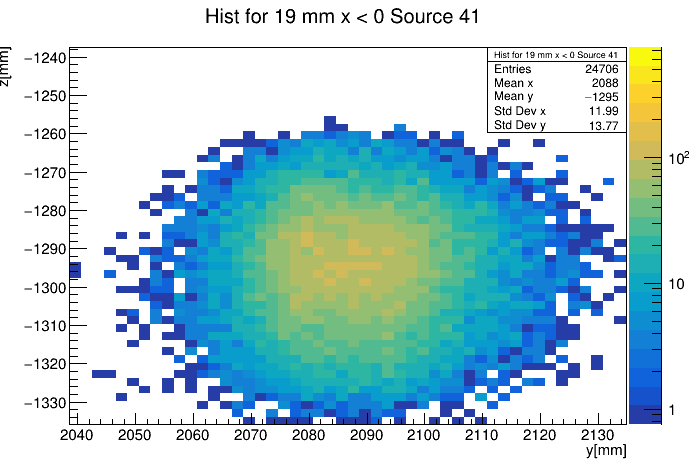 Hist for 19 mm x < 0 Source 41
z[mm]
Hist for 19 mm x < 0 Source 41
Entries 24706
Mean x 2088
Mean y −1295
Std Dev x 11.99
Std Dev y 13.77
−1240
−1250
−1260
−1270
−1280
−1290
−1300
−1310
−1320
−1330
10²
10
1
2040 2050 2060 2070 2080 2090 2100 2110 2120 2130
y[mm]